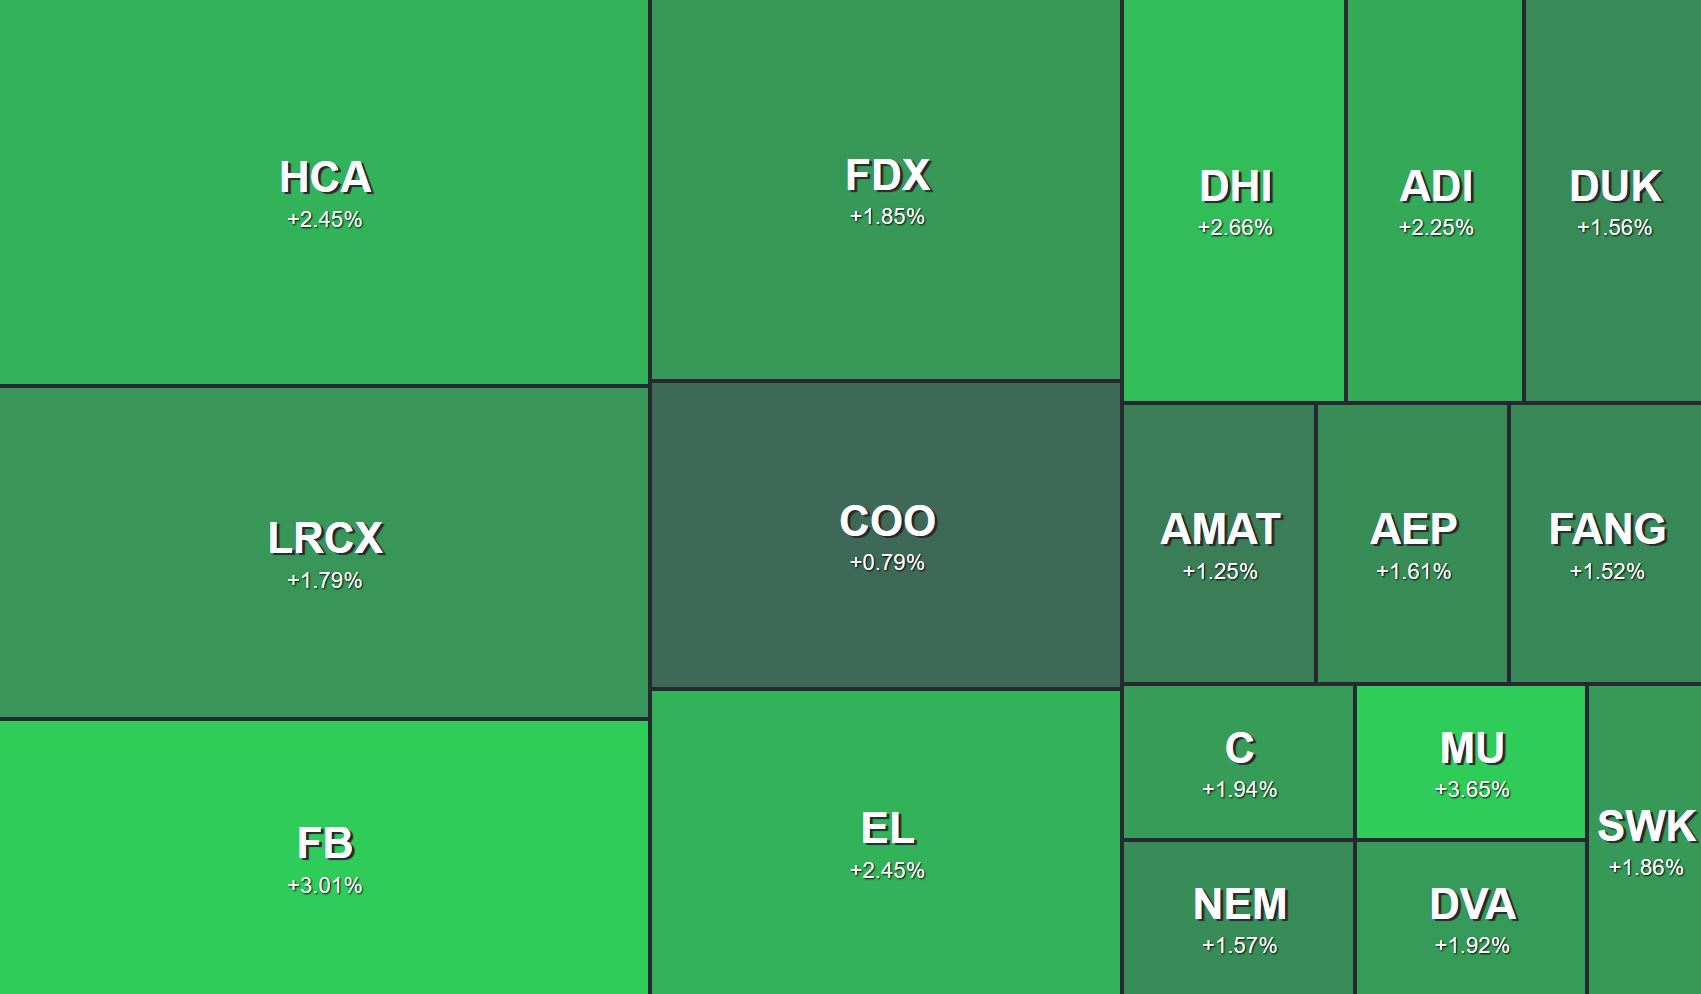 HCA
+2.45%
LRCX
+1.79%
FB
+3.01%
FDX
+1.85%
COO
+0.79%
EL
+2.45%
DHI
+2.66%
ADI
+2.25%
DUK
+1.56%
AMAT
+1.25%
AEP
+1.61%
FANG
+1.52%
C
+1.94%
MU
+3.65%
NEM
+1.57%
DVA
+1.92%
SWK
+1.86%